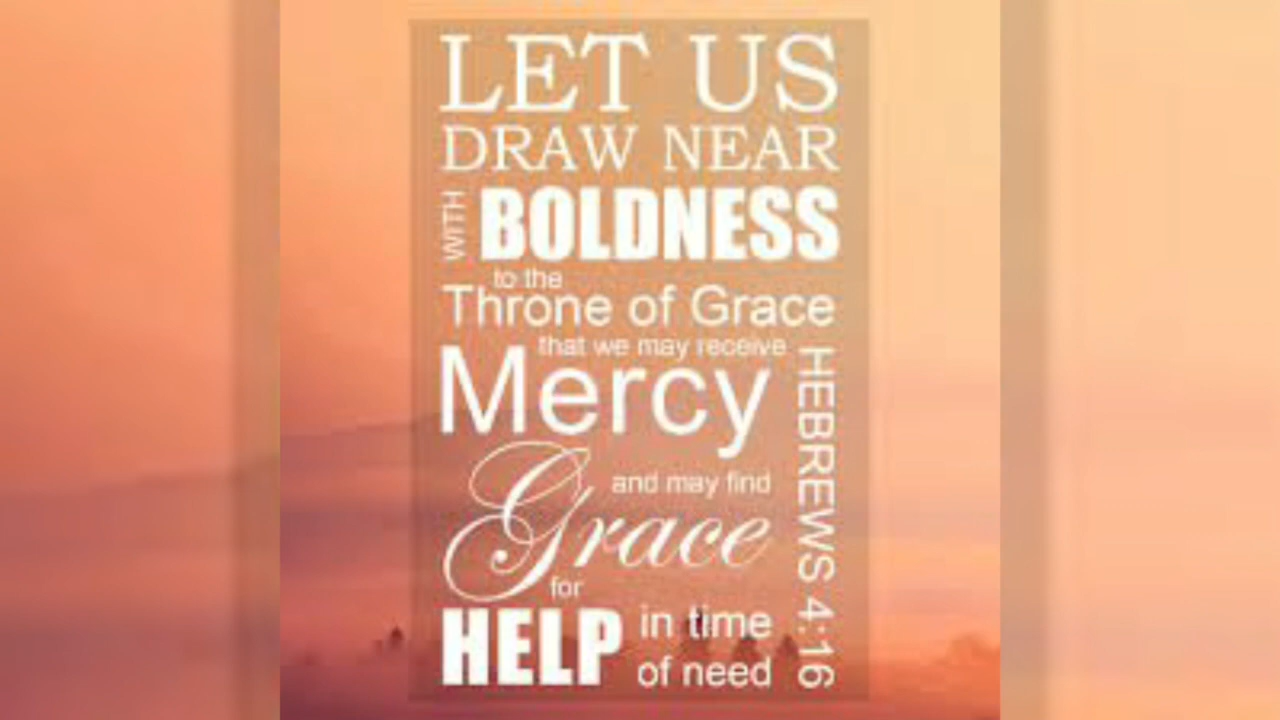 LET US
DRAW NEAR
WITH BOLDNESS
to the
Throne of Grace
that we may receive
Mercy
and may find
Grace
for
HELP in time
of need
HEBREWS 4:16